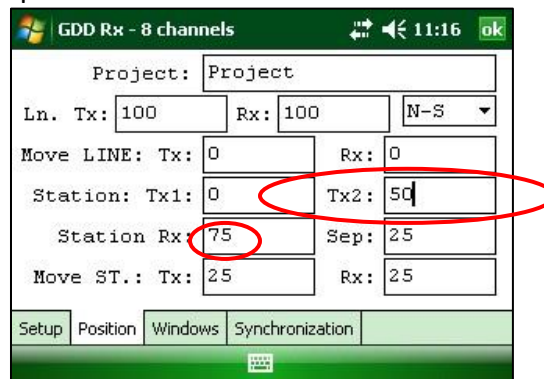 GDD Rx - 8 channels 11:16 ok
Project: Project
Ln. Tx: 100 Rx: 100 N-S
Move LINE: Tx: 0 Rx: 0
Station: Tx1: 0 Tx2: 50
Station Rx: 75 Sep: 25
Move ST.: Tx: 25 Rx: 25
Setup Position Windows Synchronization